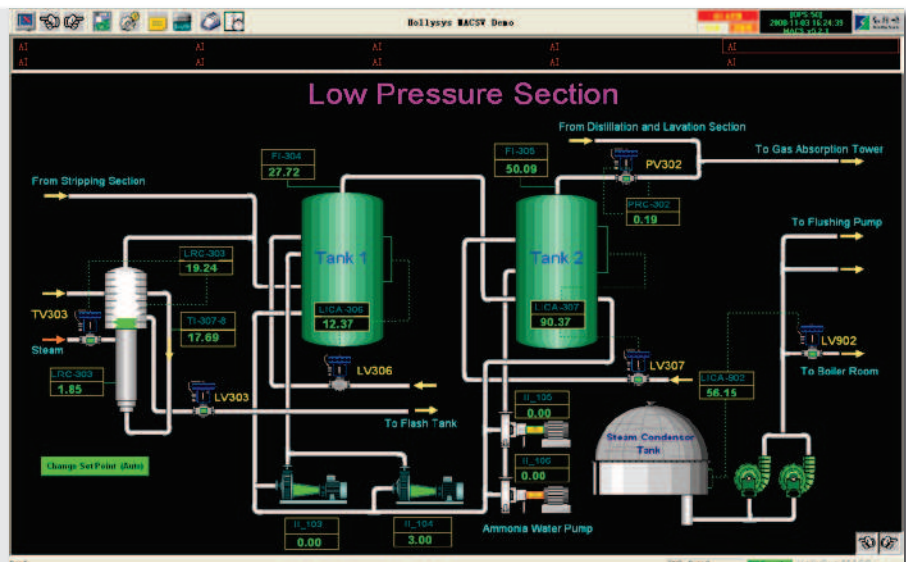 Hollysys MACSV Demo
[OPS:50]
2008-11-03 16:24:39
MACS v5.2.1
AI AI AI AI AI
AI AI AI AI AI
Low Pressure Section
From Distillation and Lavation Section
FI-304
27.72
FI-305
50.09
PV302
To Gas Absorption Tower
From Stripping Section
PRC-302
0.19
To Flushing Pump
LRC-303
19.24
Tank 1
Tank 2
TV303
LICA-306
12.37
LICA-307
90.37
TI-307-8
17.69
Steam
LV902
LRC-303
1.85
LV306
LV307
LICA-902
56.15
To Boiler Room
LV303
To Flash Tank
II_105
0.00
Steam Condensor
Tank
Change SetPoint (Auto)
II_106
0.00
II_103
0.00
II_104
3.00
Ammonia Water Pump